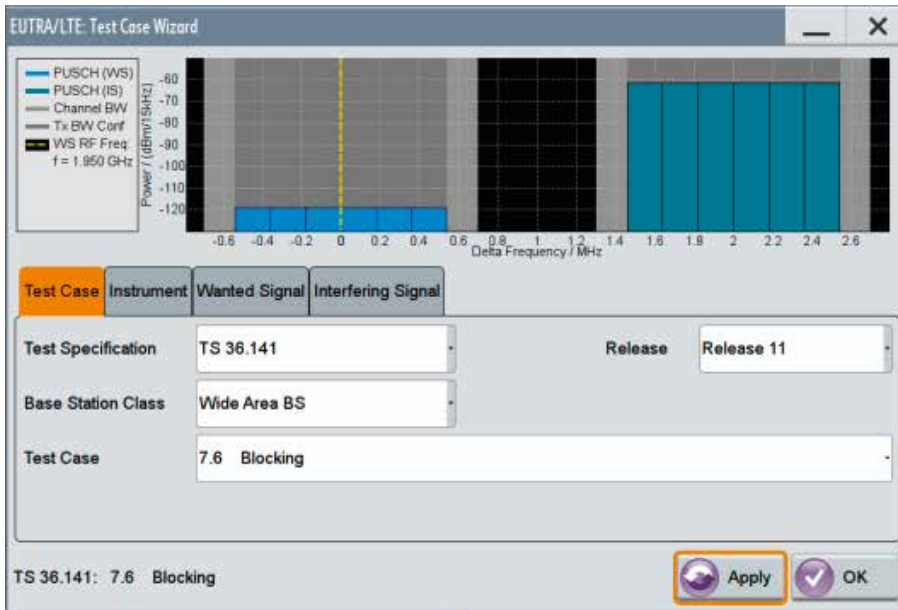 EUTRA/LTE: Test Case Wizard
PUSCH (WS)
PUSCH (IS)
Channel BW
Tx BW Conf
WS RF Freq:
f = 1.950 GHz
Power / (dBm/15kHz)
-60
-70
-80
-90
-100
-110
-120
-0.6 -0.4 -0.2 0 0.2 0.4 0.6 0.8 1 1.2 1.4 1.6 1.8 2 2.2 2.4 2.6
Delta Frequency / MHz
Test Case Instrument Wanted Signal Interfering Signal
Test Specification TS 36.141 Release Release 11
Base Station Class Wide Area BS
Test Case 7.6 Blocking
TS 36.141: 7.6 Blocking Apply OK